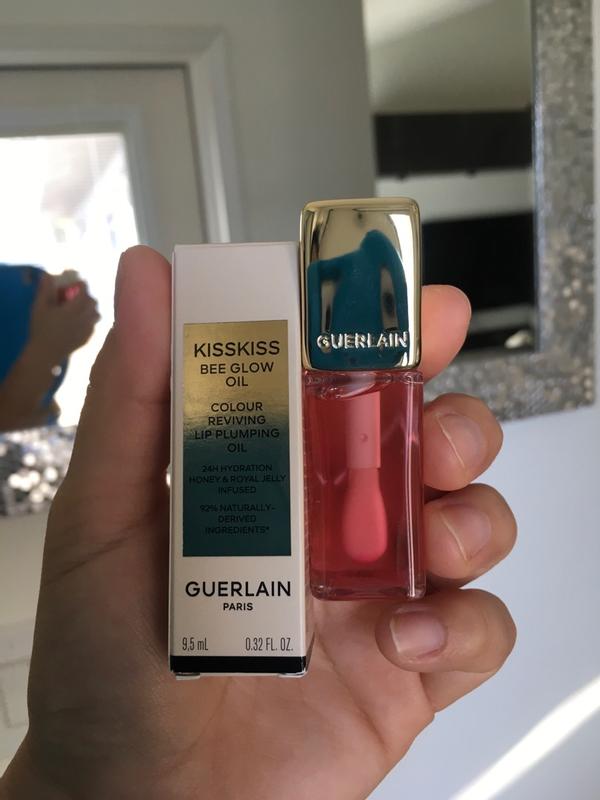 KISSKISS
BEE GLOW
OIL
COLOUR
REVIVING
LIP PLUMPING
OIL
24H HYDRATION
HONEY & ROYAL JELLY
INFUSED
92% NATURALLY-
DERIVED
INGREDIENTS*
GUERLAIN
PARIS
9,5 mL 0.32 FL. OZ.
GUERLAIN